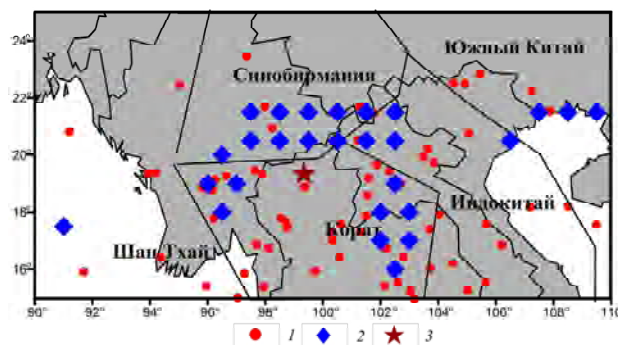 24°
22°
20°
18°
16°
Южный Китай
Синобирмания
Индокитай
Корат
Шан Тхай
90° 92° 94° 96° 98° 100° 102° 104° 106° 108° 110°
1 2 3